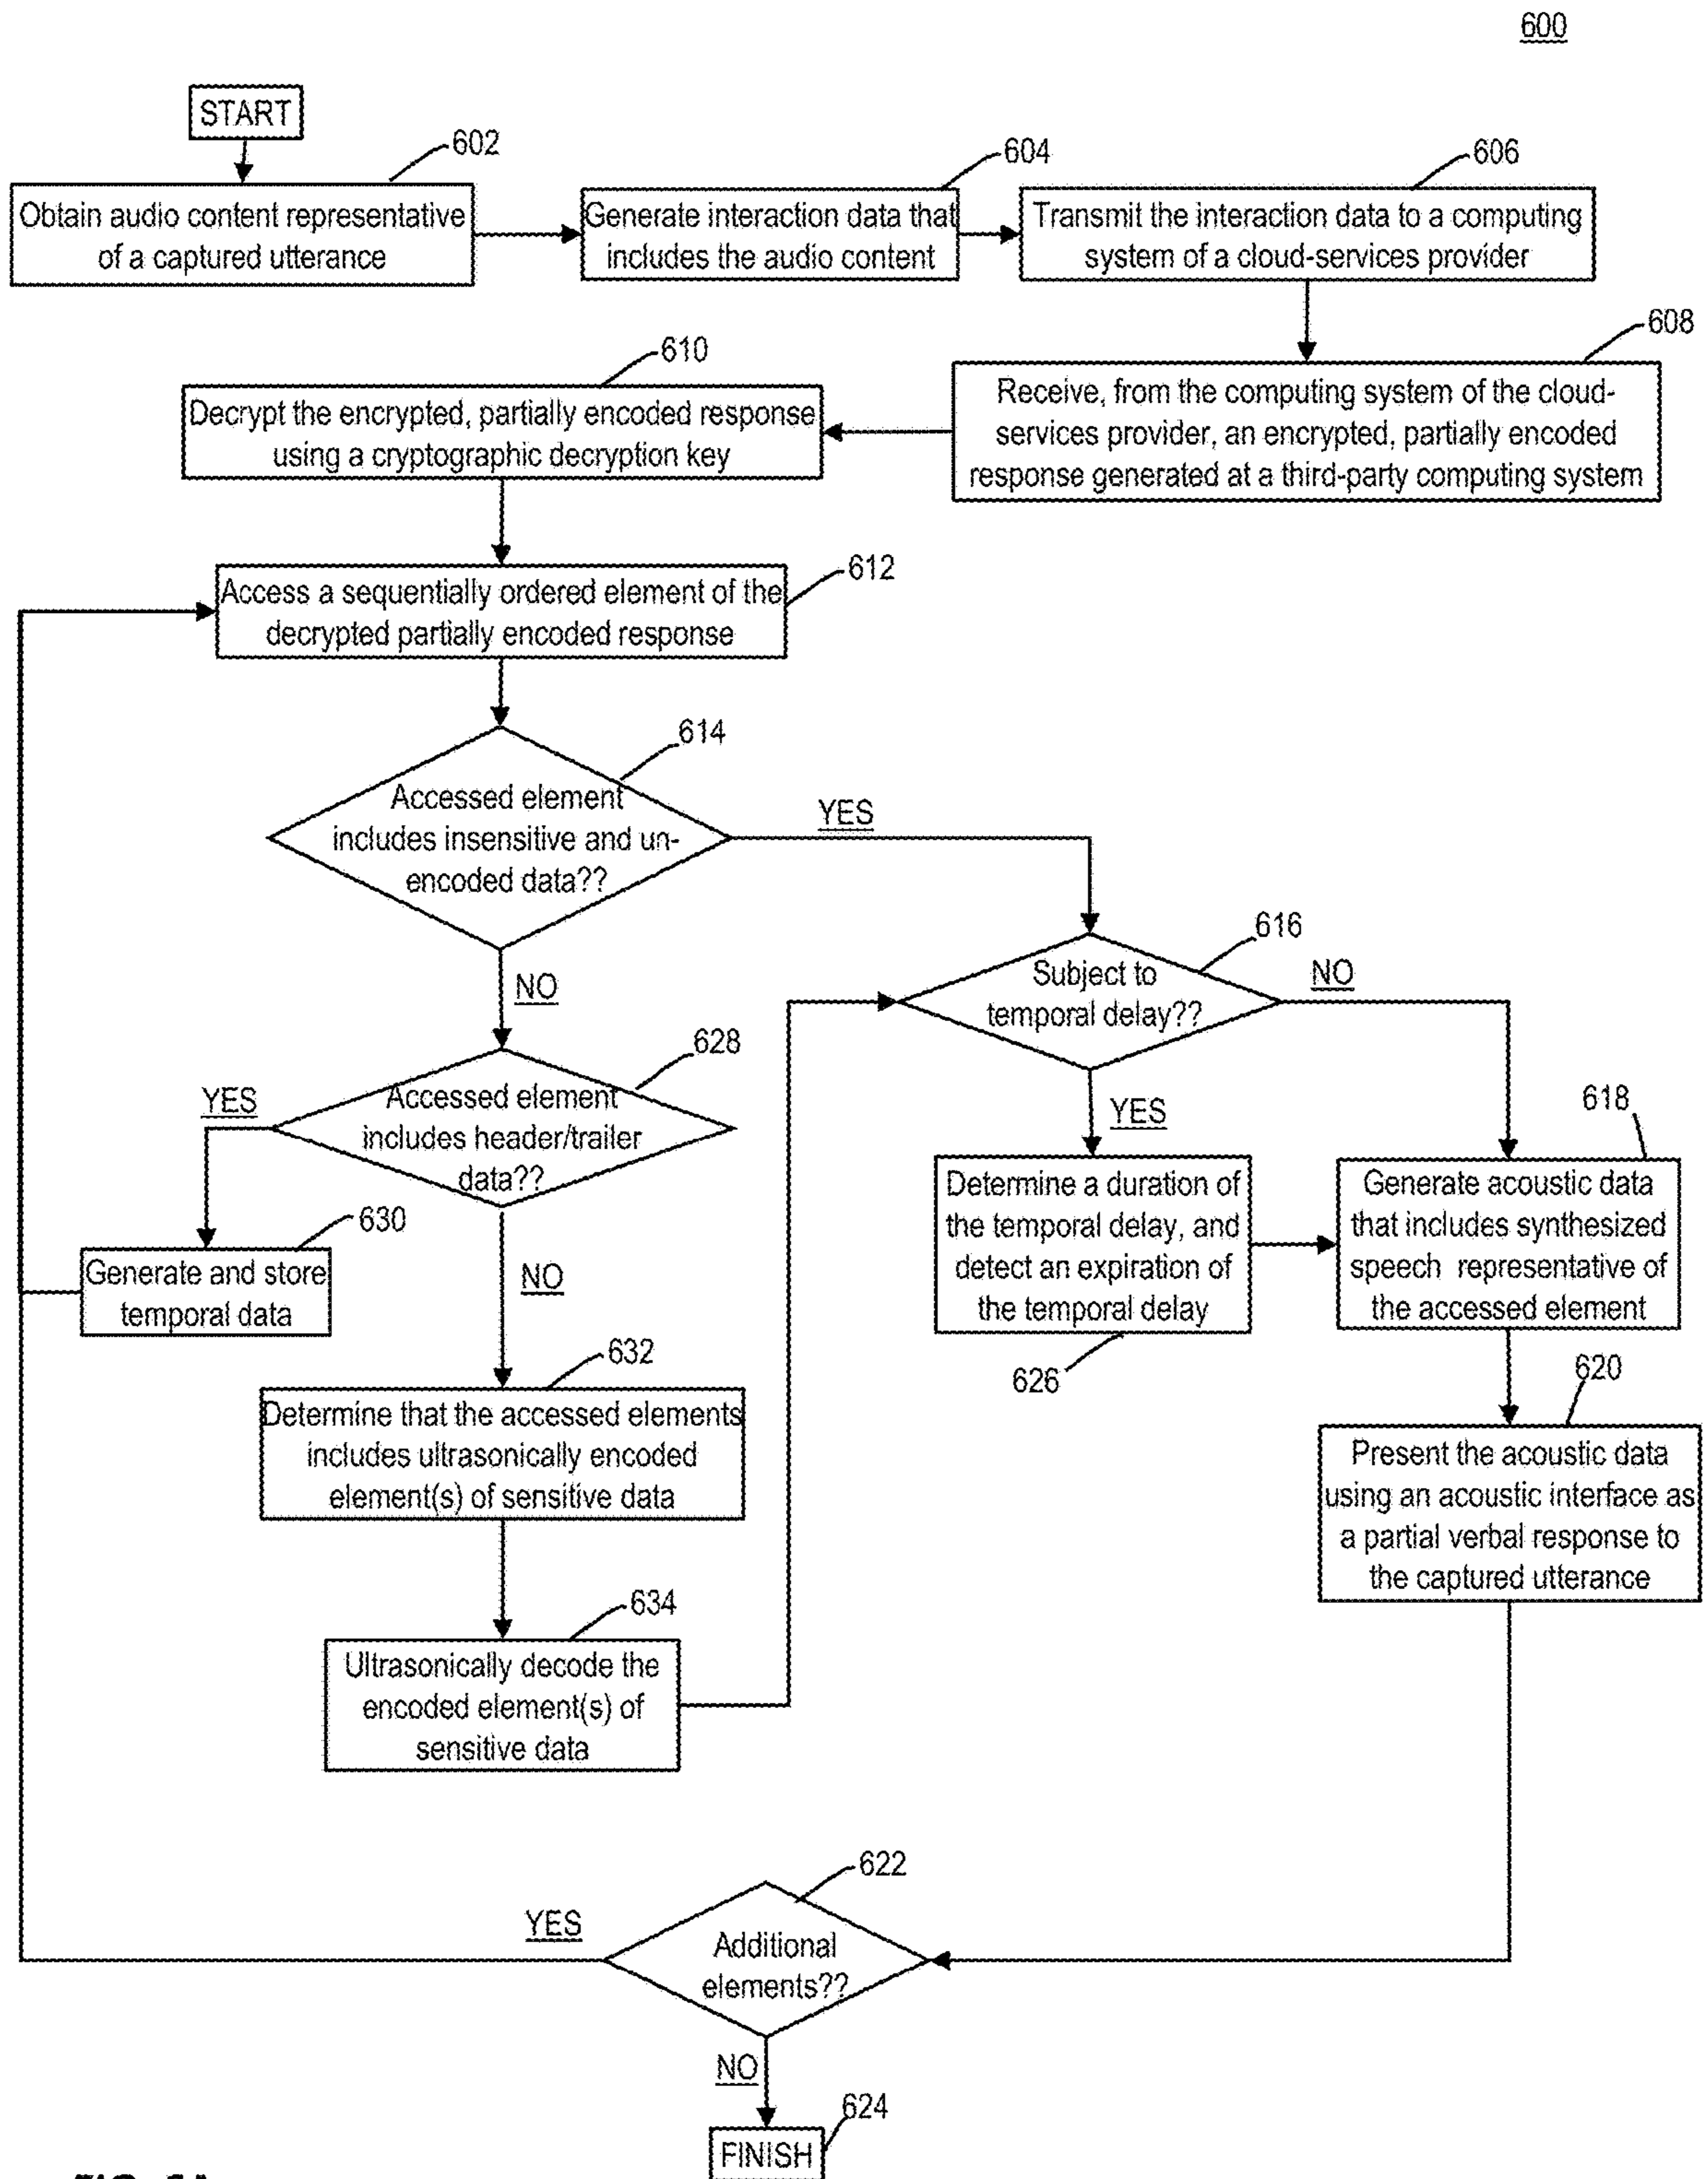 600
START
602
Obtain audio content representative
of a captured utterance
604
Generate interaction data that
includes the audio content
606
Transmit the interaction data to a computing
system of a cloud-services provider
608
Receive, from the computing system of the cloud-
services provider, an encrypted, partially encoded
response generated at a third-party computing system
610
Decrypt the encrypted, partially encoded response
using a cryptographic decryption key
612
Access a sequentially ordered element of the
decrypted partially encoded response
614
Accessed element
includes insensitive and un-
encoded data??
YES
NO
616
Subject to
temporal delay??
NO
YES
628
Accessed element
includes header/trailer
data??
YES
NO
618
Generate acoustic data
that includes synthesized
speech representative of
the accessed element
Determine a duration of
the temporal delay, and
detect an expiration of
the temporal delay
626
630
Generate and store
temporal data
632
Determine that the accessed elements
includes ultrasonically encoded
element(s) of sensitive data
620
Present the acoustic data
using an acoustic interface as
a partial verbal response to
the captured utterance
634
Ultrasonically decode the
encoded element(s) of
sensitive data
622
Additional
elements??
YES
NO
624
FINISH